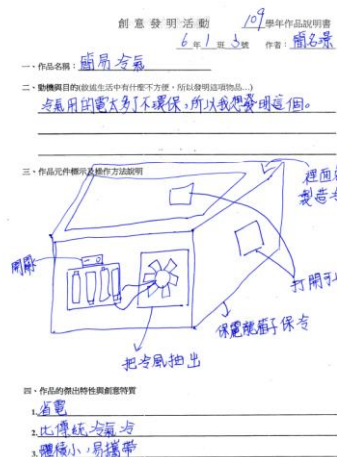 創意發明活動 109學年作品說明書
6年1班3號 作者：簡名景
一、作品名稱：簡易冷氣
二、動機與目的(敘述生活中有什麼不方便，所以發明這項物品…)
冷氣用的電太多了不環保，所以我想發明這個。
三、作品元件標示及操作方法說明
裡面
製造
開關
打開孔
保麗龍箱子保冷
把冷風抽出
四、作品的傑出特性與創意特質
1.省電
2.比傳統冷氣冷
3.體積小，易攜帶